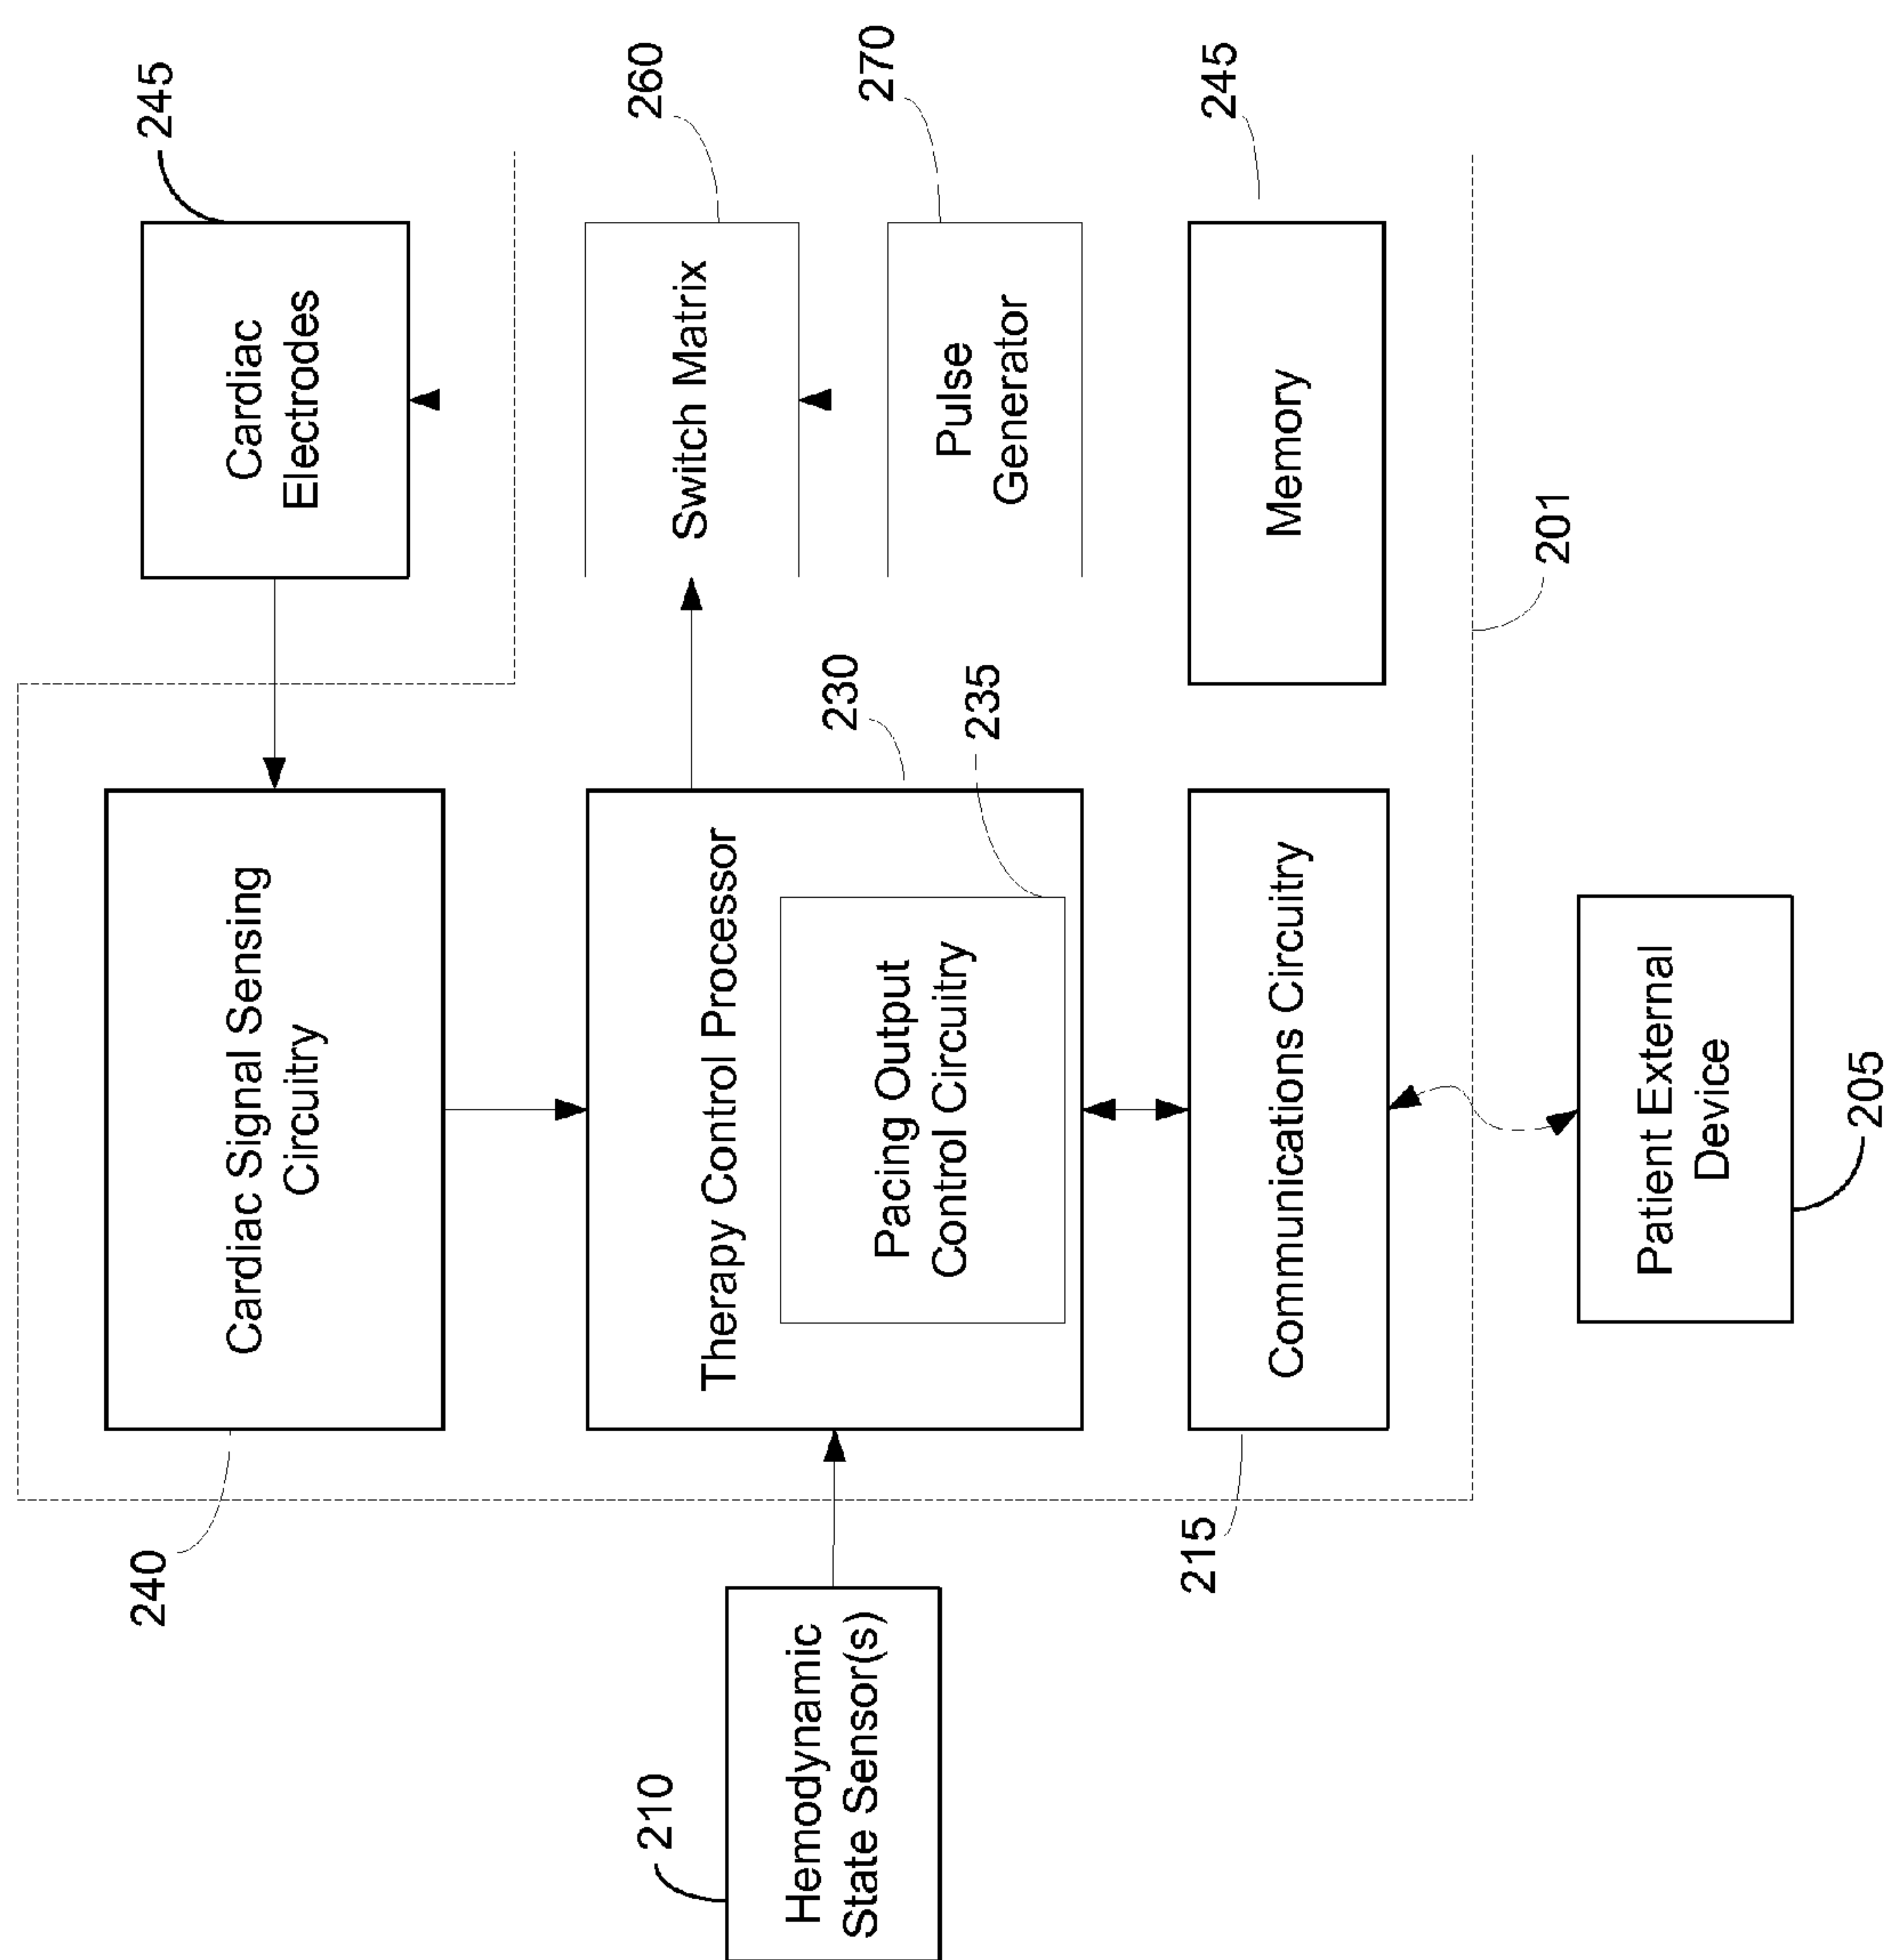 240
245
Cardiac Signal Sensing
Circuitry
Cardiac
Electrodes
210
260
Therapy Control Processor
Switch Matrix
Hemodynamic
State Sensor(s)
230
270
Pacing Output
Control Circuitry
235
Pulse
Generator
215
245
Communications Circuitry
Memory
201
Patient External
Device
205